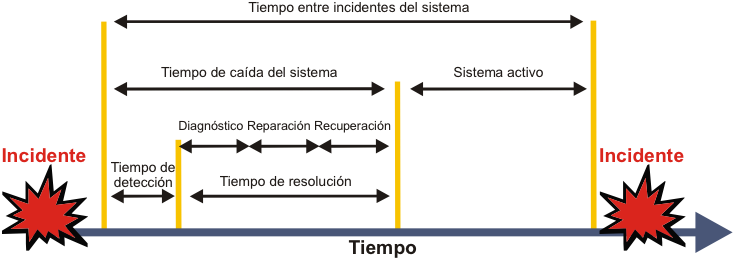 Tiempo entre incidentes del sistema
Tiempo de caída del sistema
Sistema activo
Diagnóstico Reparación Recuperación
Incidente
Incidente
Tiempo de
detección
Tiempo de resolución
Tiempo